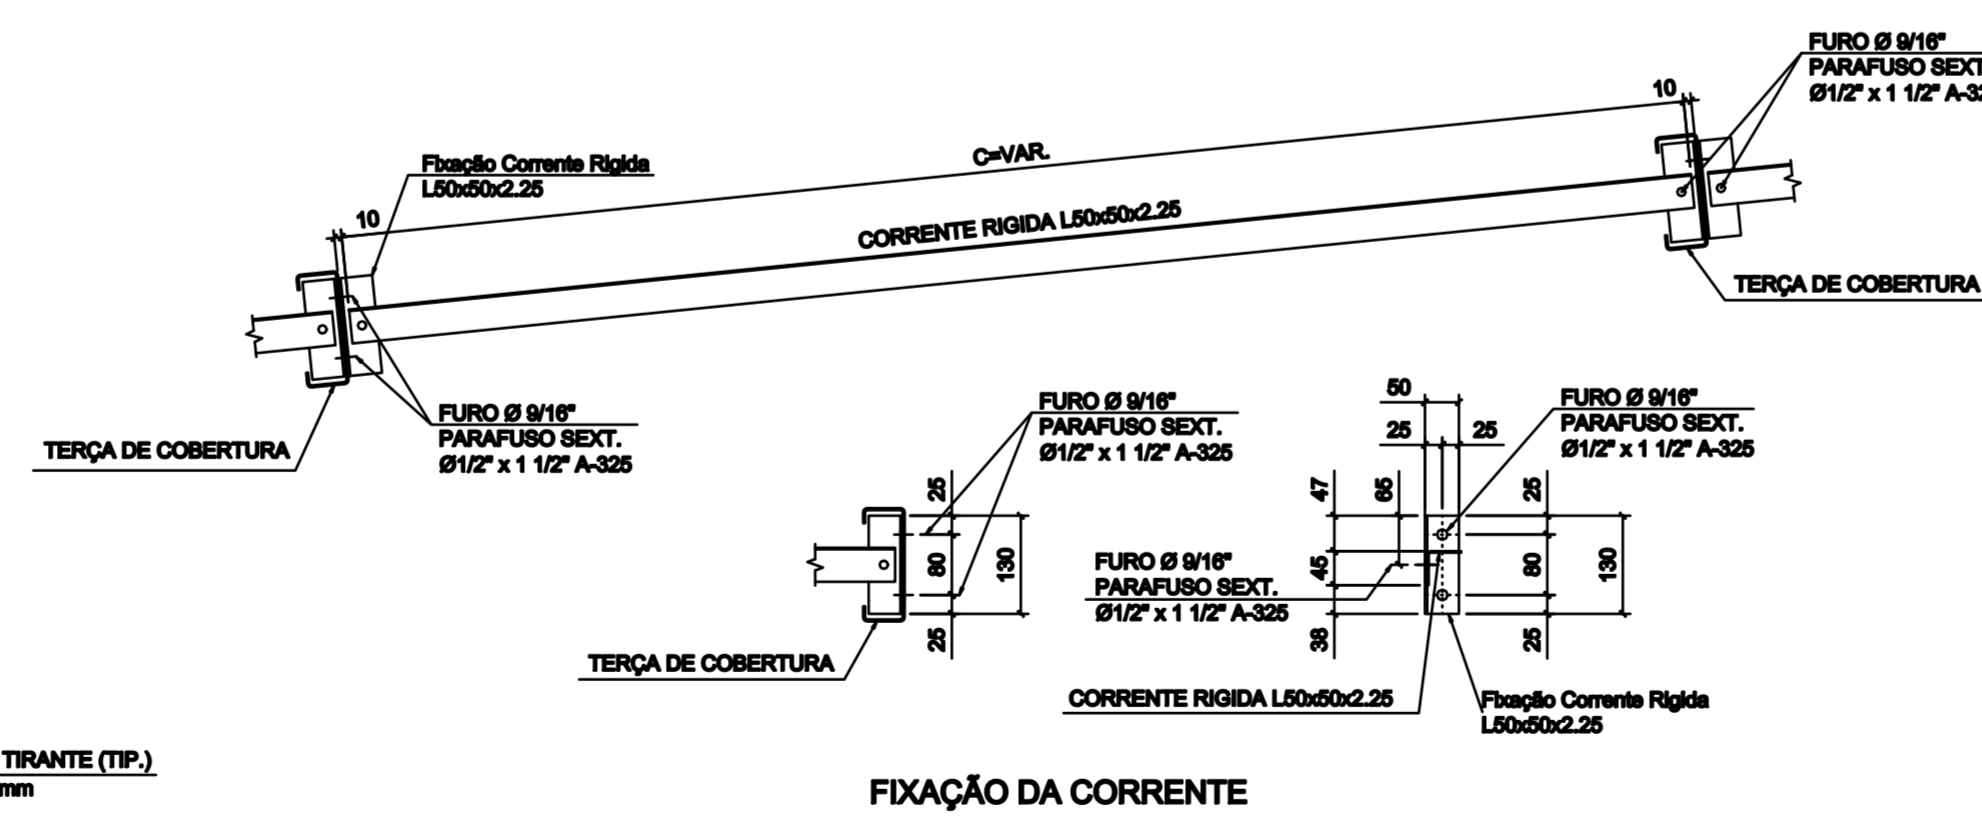 FURO Ø 9/16"
PARAFUSO SEXT
Ø1/2" x 1 1/2" A-32
10
C=VAR.
Fixação Corrente Rigida
L50x50x2.25
10
CORRENTE RIGIDA L50x50x2.25
TERÇA DE COBERTURA
TERÇA DE COBERTURA
FURO Ø 9/16"
PARAFUSO SEXT.
Ø1/2" x 1 1/2" A-325
FURO Ø 9/16"
PARAFUSO SEXT.
Ø1/2" x 1 1/2" A-325
25
80
130
25
TERÇA DE COBERTURA
50
25
25
FURO Ø 9/16"
PARAFUSO SEXT.
Ø1/2" x 1 1/2" A-325
47
65
25
45
80
130
38
25
FURO Ø 9/16"
PARAFUSO SEXT.
Ø1/2" x 1 1/2" A-325
CORRENTE RIGIDA L50x50x2.25
Fixação Corrente Rigida
L50x50x2.25
TIRANTE (TIP.)
mm
FIXAÇÃO DA CORRENTE